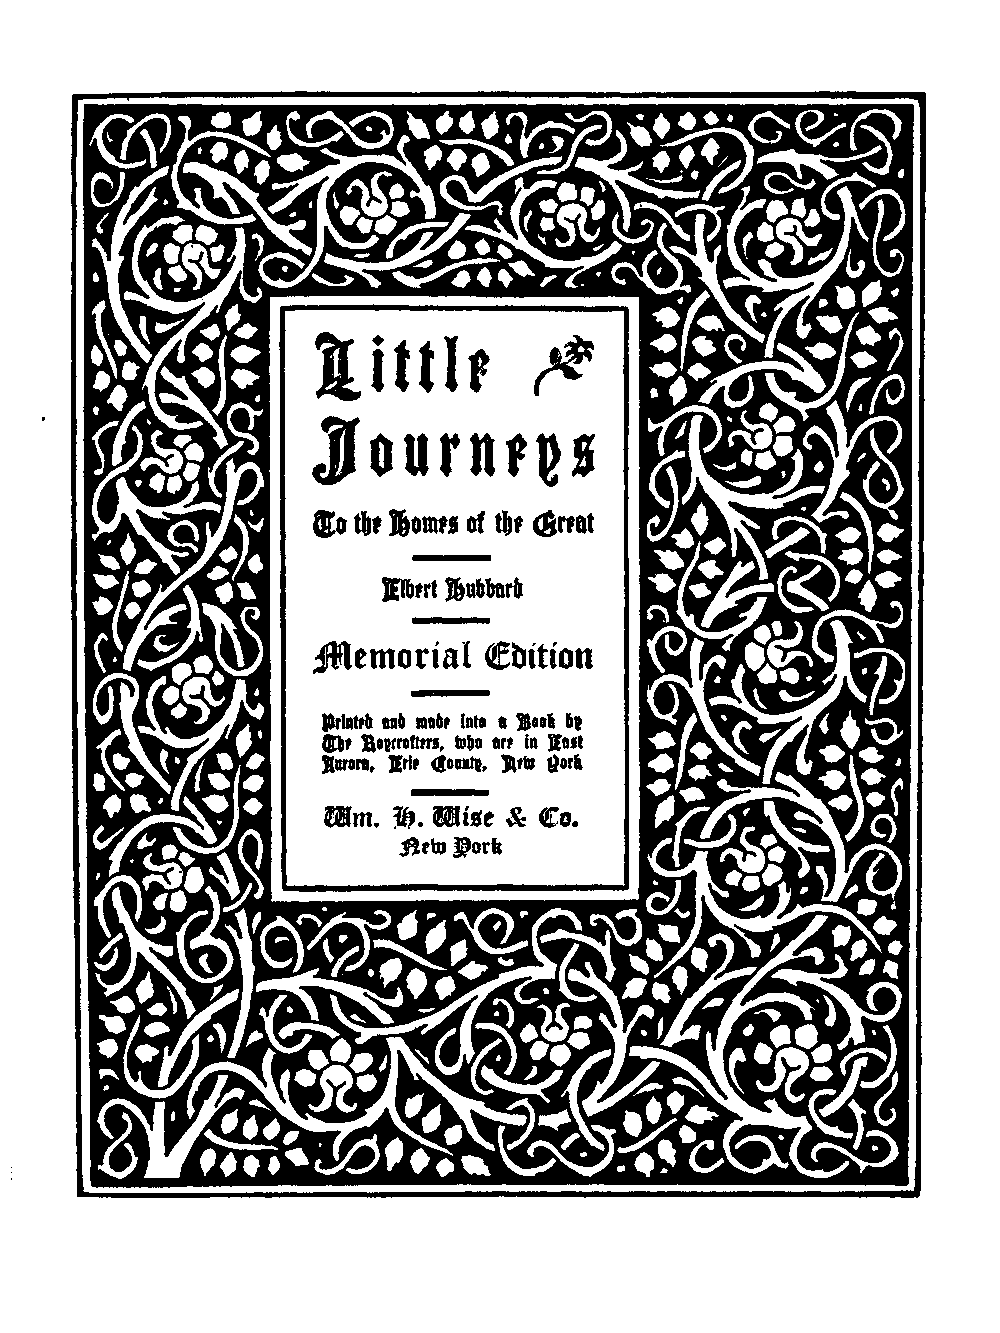 Little
Journeys
To the Homes of the Great
Elbert Hubbard
Memorial Edition
Printed and made into a Book by
The Roycrofters, who are in East
Aurora, Erie County, New York
Wm. H. Wise & Co.
New York